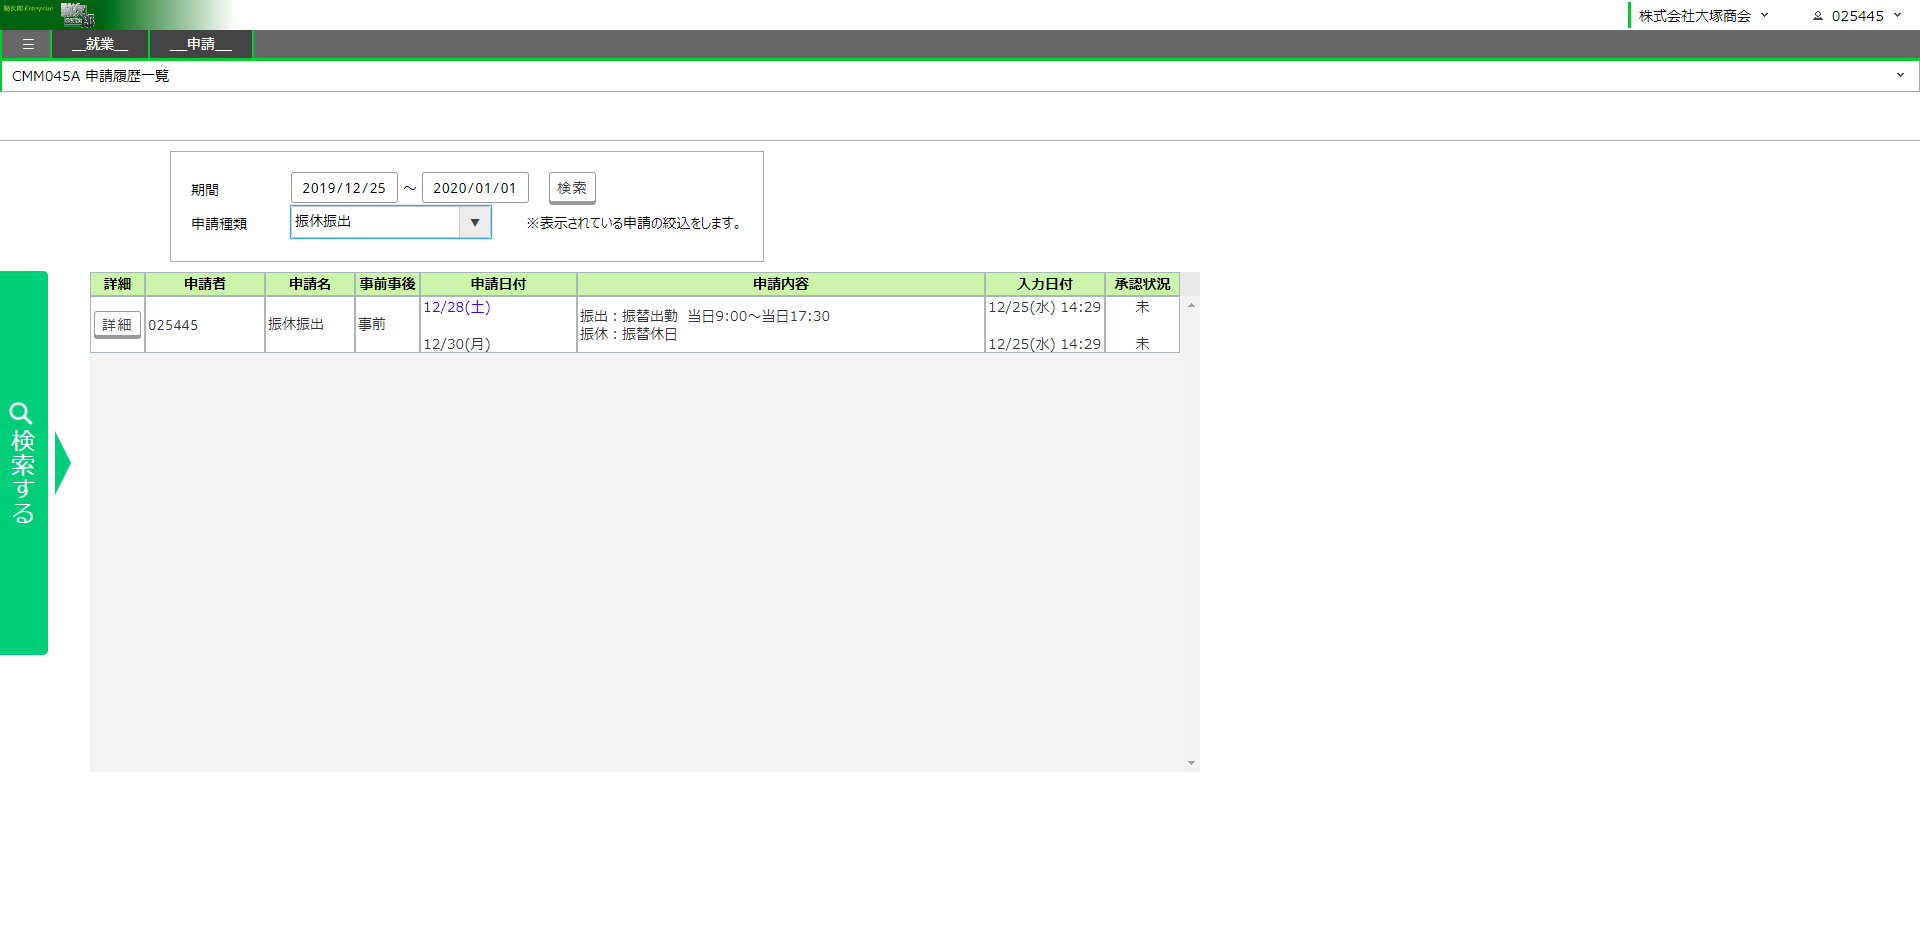 勤次郎 Enterprise
株式会社大塚商会
025445
__就業__
__申請__
CMM045A 申請履歴一覧
期間
2019/12/25 ～ 2020/01/01
検索
申請種類
振休振出
※表示されている申請の絞込をします。
詳細 申請者 申請名 事前事後 申請日付 申請内容 入力日付 承認状況
12/28(土) 12/25(水) 14:29 未
詳細 025445 振休振出 事前 振出：振替出勤 当日9:00～当日17:30
振休：振替休日
12/30(月) 12/25(水) 14:29 未
検索する